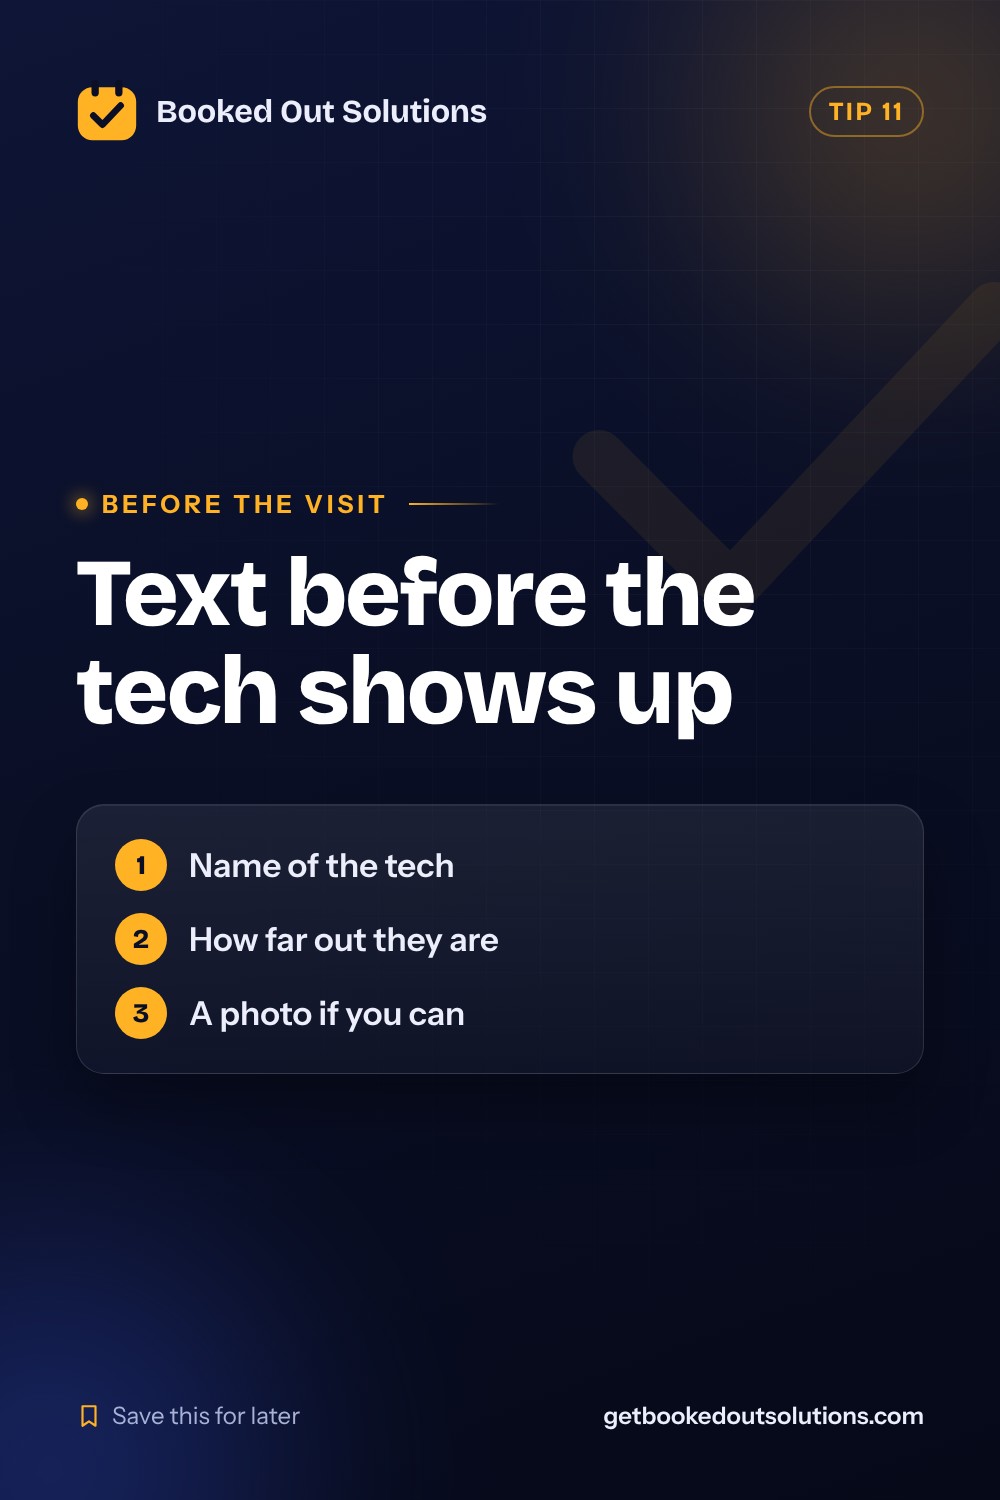 Booked Out Solutions
TIP 11
BEFORE THE VISIT
Text before the
tech shows up
1 Name of the tech
2 How far out they are
3 A photo if you can
Save this for later
getbookedoutsolutions.com